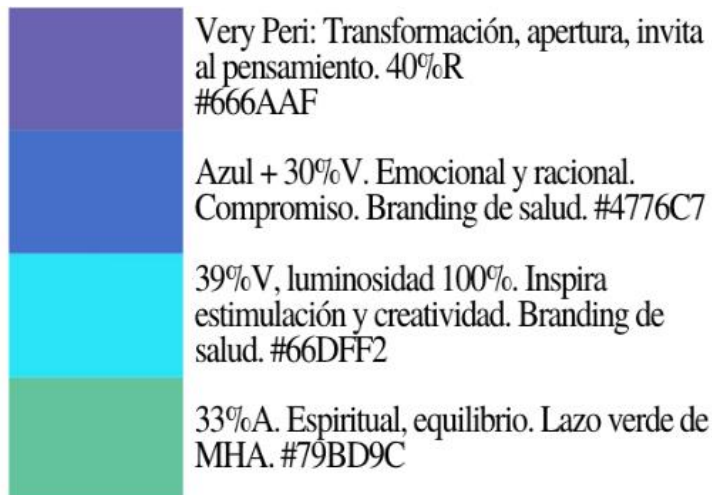 Very Peri: Transformación, apertura, invita
al pensamiento. 40%R
#666AAF
Azul + 30%V. Emocional y racional.
Compromiso. Branding de salud. #4776C7
39%V, luminosidad 100%. Inspira
estimulación y creatividad. Branding de
salud. #66DFF2
33%A. Espiritual, equilibrio. Lazo verde de
MHA. #79BD9C